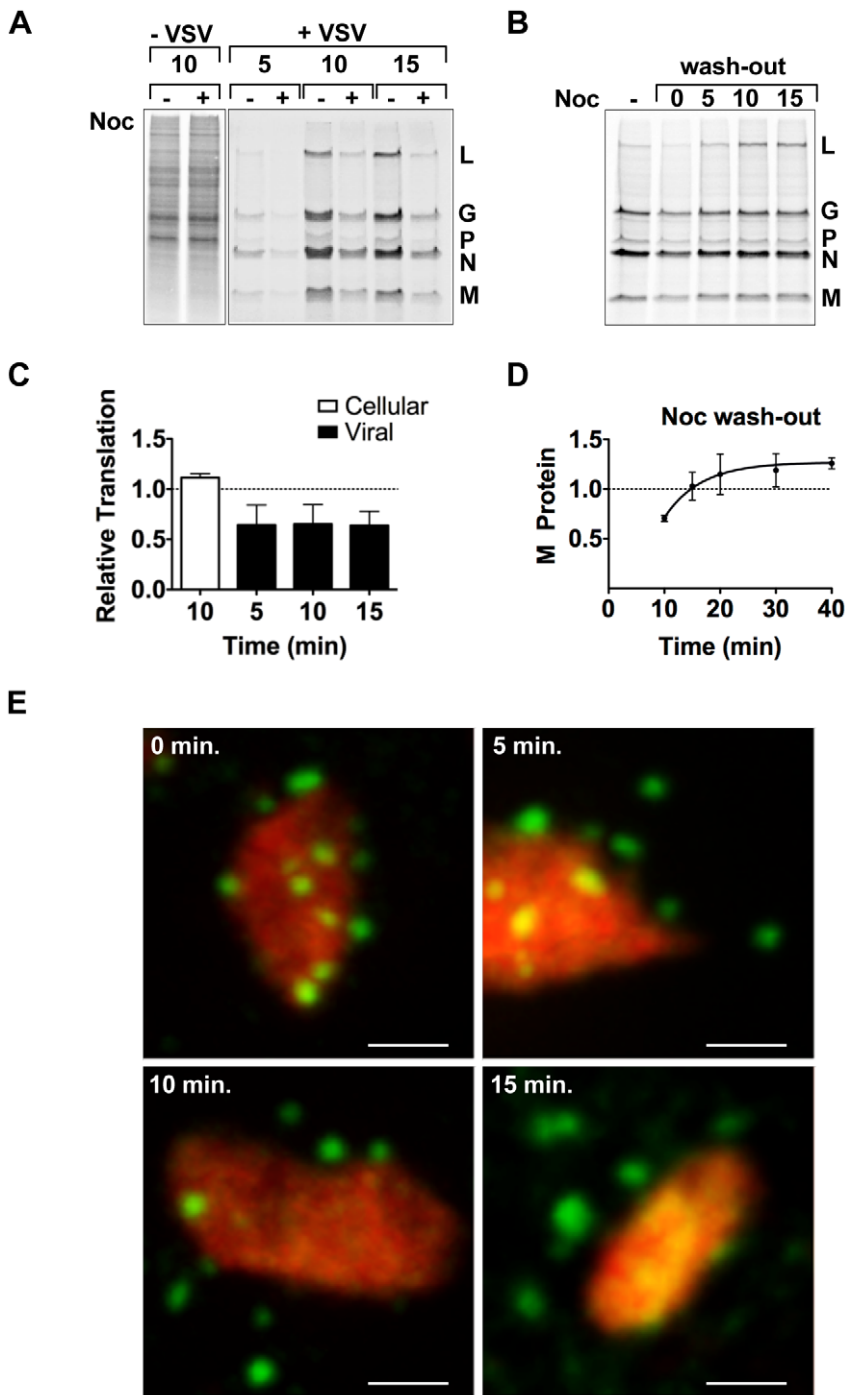 A
- VSV
+ VSV
10
5
10
15
Noc
- +
- +
- +
- +
L
G
P
N
M
B
wash-out
Noc - 0 5 10 15
L
G
P
N
M
C
Cellular
Viral
Relative Translation
1.5
1.0
0.5
0.0
10 5 10 15
Time (min)
D
Noc wash-out
M Protein
1.5
1.0
0.5
0 10 20 30 40
Time (min)
E
0 min.
5 min.
10 min.
15 min.